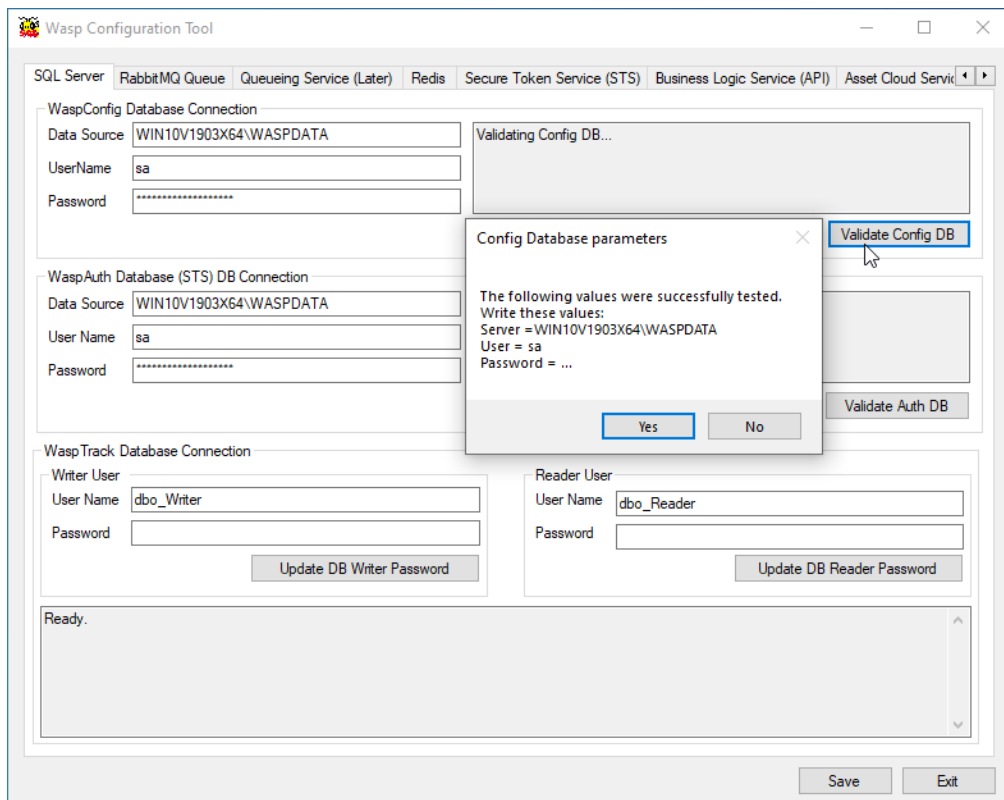 Wasp Configuration Tool
SQL Server
RabbitMQ Queue
Queueing Service (Later)
Redis
Secure Token Service (STS)
Business Logic Service (API)
Asset Cloud Servic
WaspConfig Database Connection
Data Source
WIN10V1903X64\WASPDATA
UserName
sa
Password
*******************
Validating Config DB...
Validate Config DB
WaspAuth Database (STS) DB Connection
Data Source
WIN10V1903X64\WASPDATA
User Name
sa
Password
*******************
Validate Auth DB
Config Database parameters
The following values were successfully tested.
Write these values:
Server =WIN10V1903X64\WASPDATA
User = sa
Password = ...
Yes
No
WaspTrack Database Connection
Writer User
User Name
dbo_Writer
Password
Update DB Writer Password
Reader User
User Name
dbo_Reader
Password
Update DB Reader Password
Ready.
Save
Exit